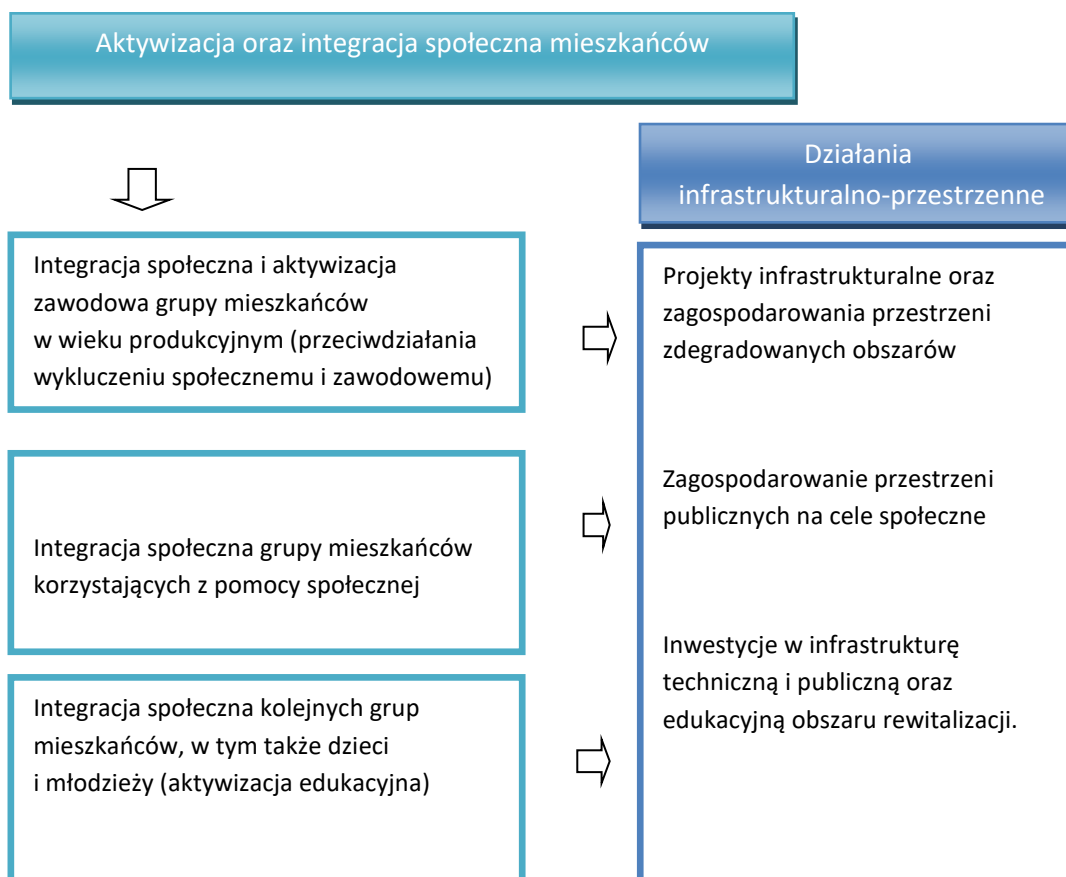 Aktywizacja oraz integracja społeczna mieszkańców
Działania
infrastrukturalno-przestrzenne
Integracja społeczna i aktywizacja
zawodowa grupy mieszkańców
w wieku produkcyjnym (przeciwdziałania
wykluczeniu społecznemu i zawodowemu)
Integracja społeczna grupy mieszkańców
korzystających z pomocy społecznej
Integracja społeczna kolejnych grup
mieszkańców, w tym także dzieci
i młodzieży (aktywizacja edukacyjna)
Projekty infrastrukturalne oraz
zagospodarowania przestrzeni
zdegradowanych obszarów
Zagospodarowanie przestrzeni
publicznych na cele społeczne
Inwestycje w infrastrukturę
techniczną i publiczną oraz
edukacyjną obszaru rewitalizacji.